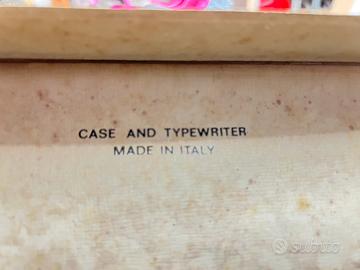 CASE AND TYPEWRITER
MADE IN ITALY
subito